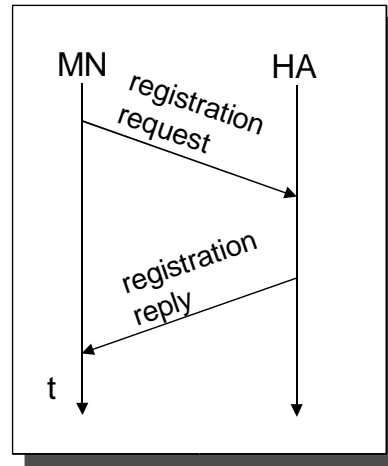 MN
HA
registration
request
registration
reply
t